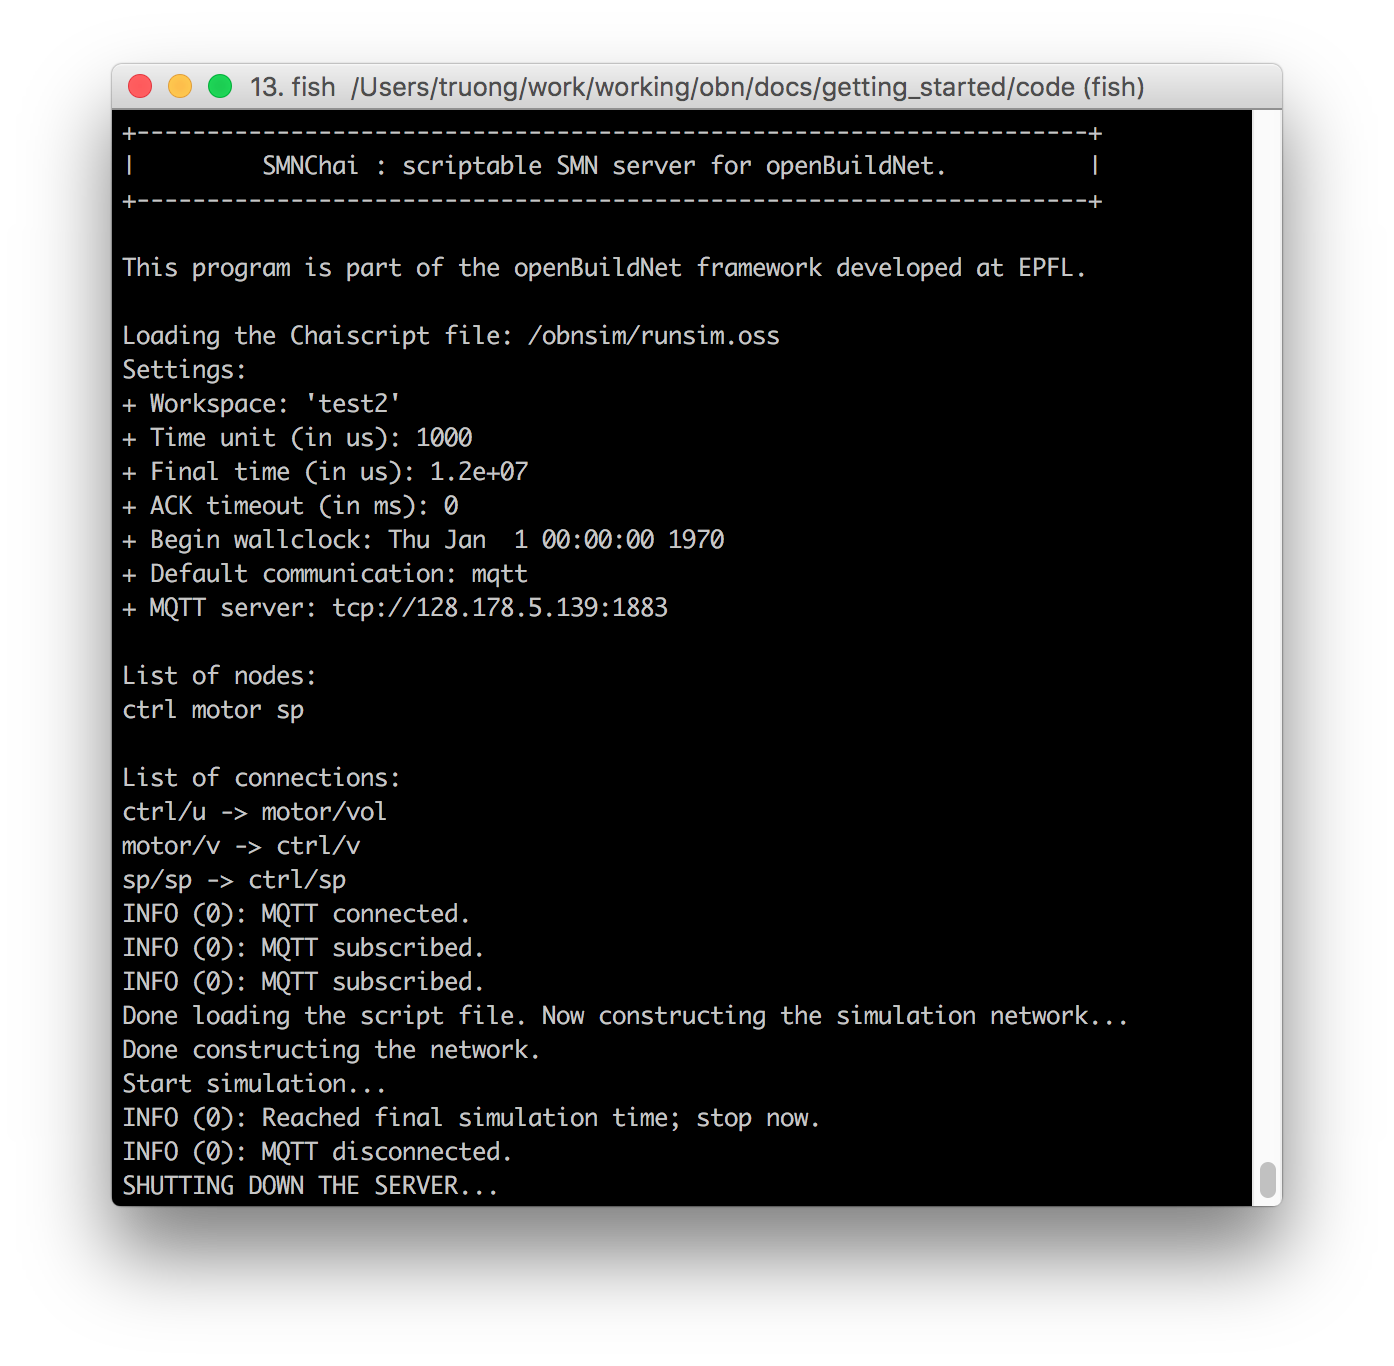 13. fish  /Users/truong/work/working/obn/docs/getting_started/code (fish)
+--------------------------------------------------------------------+
|         SMNChai : scriptable SMN server for openBuildNet.          |
+--------------------------------------------------------------------+
This program is part of the openBuildNet framework developed at EPFL.
Loading the Chaiscript file: /obnsim/runsim.oss
Settings:
+ Workspace: 'test2'
+ Time unit (in us): 1000
+ Final time (in us): 1.2e+07
+ ACK timeout (in ms): 0
+ Begin wallclock: Thu Jan  1 00:00:00 1970
+ Default communication: mqtt
+ MQTT server: tcp://128.178.5.139:1883
List of nodes:
ctrl motor sp
List of connections:
ctrl/u -> motor/vol
motor/v -> ctrl/v
sp/sp -> ctrl/sp
INFO (0): MQTT connected.
INFO (0): MQTT subscribed.
INFO (0): MQTT subscribed.
Done loading the script file. Now constructing the simulation network...
Done constructing the network.
Start simulation...
INFO (0): Reached final simulation time; stop now.
INFO (0): MQTT disconnected.
SHUTTING DOWN THE SERVER...